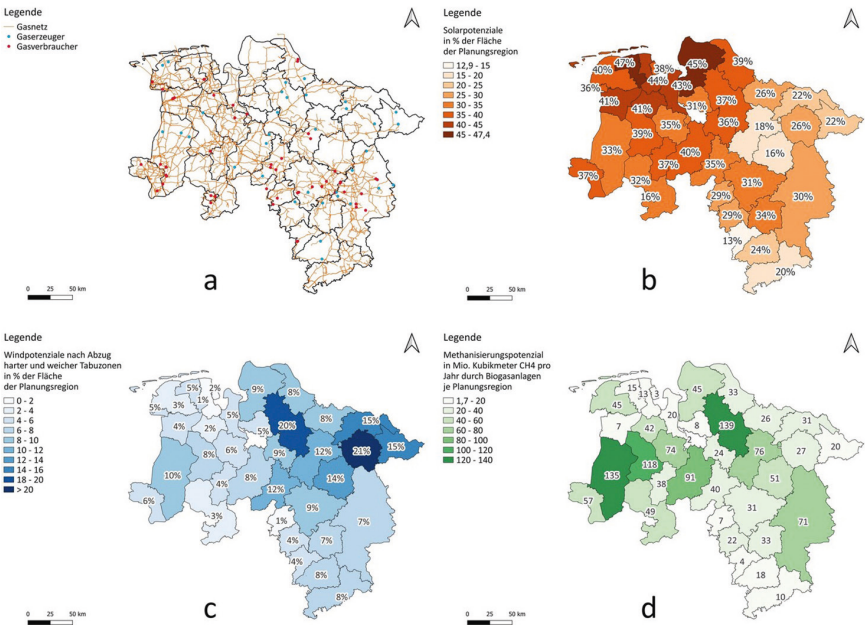 Legende
Gasnetz
Gaserzeuger
Gasverbraucher
0 25 50 km
a
Legende
Solarpotenziale
in % der Fläche
der Planungsregion
12,9 - 15
15 - 20
20 - 25
25 - 30
30 - 35
35 - 40
40 - 45
45 - 47,4
47% 38% 45% 39%
40% 44% 43%
36%
41% 41% 31% 37% 26% 22%
39% 35% 36% 18% 26% 22%
33% 40% 16%
37% 37% 35%
32% 31%
16% 29% 30%
29% 34%
13% 24%
20%
0 25 50 km
b
Legende
Windpotenziale nach Abzug
harter und weicher Tabuzonen
in % der Fläche
der Planungsregion
0 - 2
2 - 4
4 - 6
6 - 8
8 - 10
10 - 12
12 - 14
14 - 16
18 - 20
> 20
5% 2% 9% 8%
5% 3% 1% 5%
4% 2% 5% 20% 8% 15%
8% 6% 9% 12% 21% 15%
10% 4% 8% 14%
6% 12%
3% 9%
1% 7%
4% 7%
4% 8%
8%
0 25 50 km
c
Legende
Methanisierungspotenzial
in Mio. Kubikmeter CH4 pro
Jahr durch Biogasanlagen
je Planungsregion
1,7 - 20
20 - 40
40 - 60
60 - 80
80 - 100
100 - 120
120 - 140
15 13 3 45 33
45 20
7 42 8 139 26 31
118 74 2 24 76 27 20
135 38 91 51
57 40
49 31
7 71
22 33
4 18
10
0 25 50 km
d